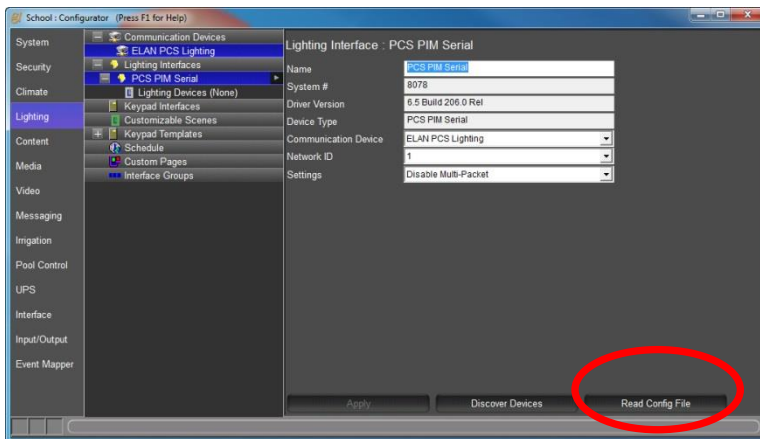 School : Configurator (Press F1 for Help)
System
Security
Climate
Lighting
Content
Media
Video
Messaging
Irrigation
Pool Control
UPS
Interface
Input/Output
Event Mapper
Communication Devices
ELAN PCS Lighting
Lighting Interfaces
PCS PIM Serial
Lighting Devices (None)
Keypad Interfaces
Customizable Scenes
Keypad Templates
Schedule
Custom Pages
Interface Groups
Lighting Interface : PCS PIM Serial
Name PCS PIM Serial
System # 8078
Driver Version 6.5 Build 206.0 Rel
Device Type PCS PIM Serial
Communication Device ELAN PCS Lighting
Network ID 1
Settings Disable Multi-Packet
Apply Discover Devices Read Config File